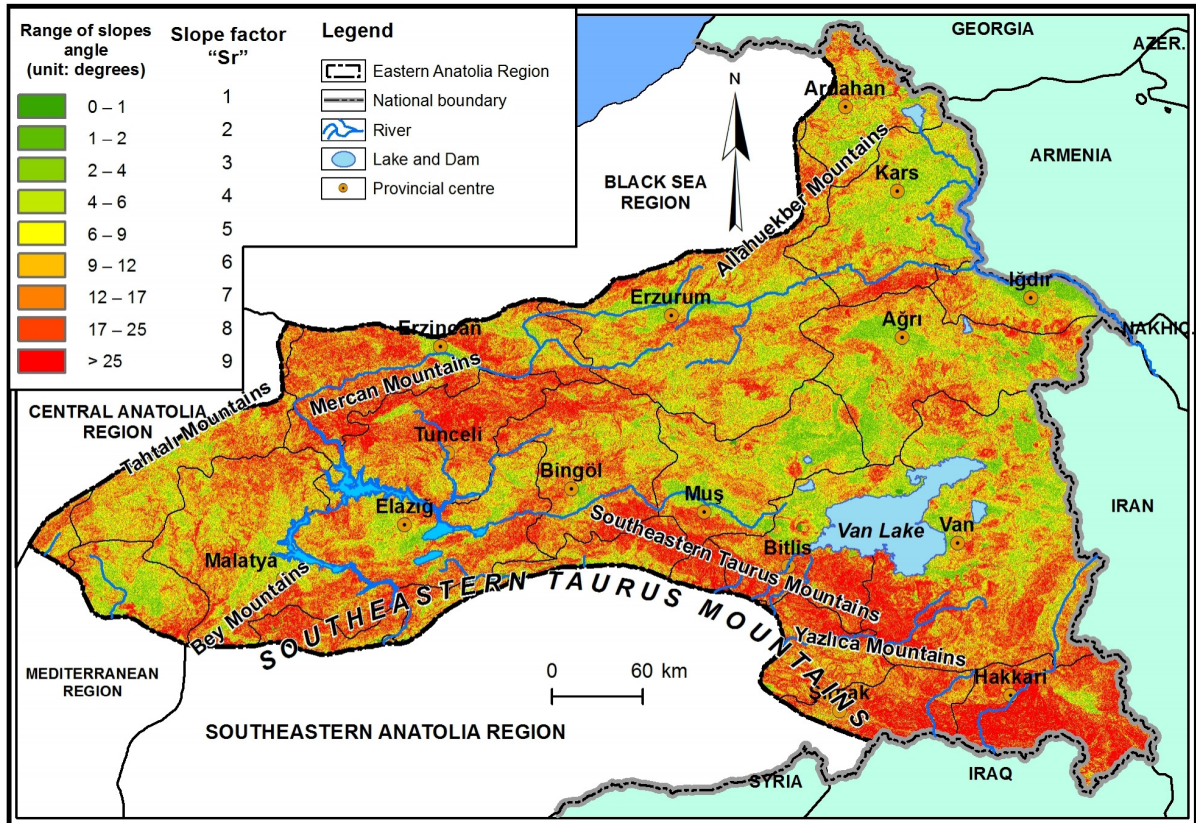 Range of slopes
angle
(unit: degrees)
Slope factor
“Sr”
0 – 1 1
1 – 2 2
2 – 4 3
4 – 6 4
6 – 9 5
9 – 12 6
12 – 17 7
17 – 25 8
> 25 9
Legend
Eastern Anatolia Region
National boundary
River
Lake and Dam
Provincial centre
N
GEORGIA
AZER.
ARMENIA
NAKHIÇ.
IRAN
IRAQ
SYRIA
BLACK SEA
REGION
CENTRAL ANATOLIA
REGION
MEDITERRANEAN
REGION
SOUTHEASTERN ANATOLIA REGION
Ardahan
Kars
Allahuekber Mountains
Iğdır
Erzurum
Ağrı
Erzincan
Mercan Mountains
Tahtalı Mountains
Tunceli
Bingöl
Muş
Elazığ
Van Lake
Van
Bitlis
Malatya
Bey Mountains
Southeastern Taurus Mountains
SOUTHEASTERN TAURUS MOUNTAINS
Yazlıca Mountains
Hakkari
0 60 km